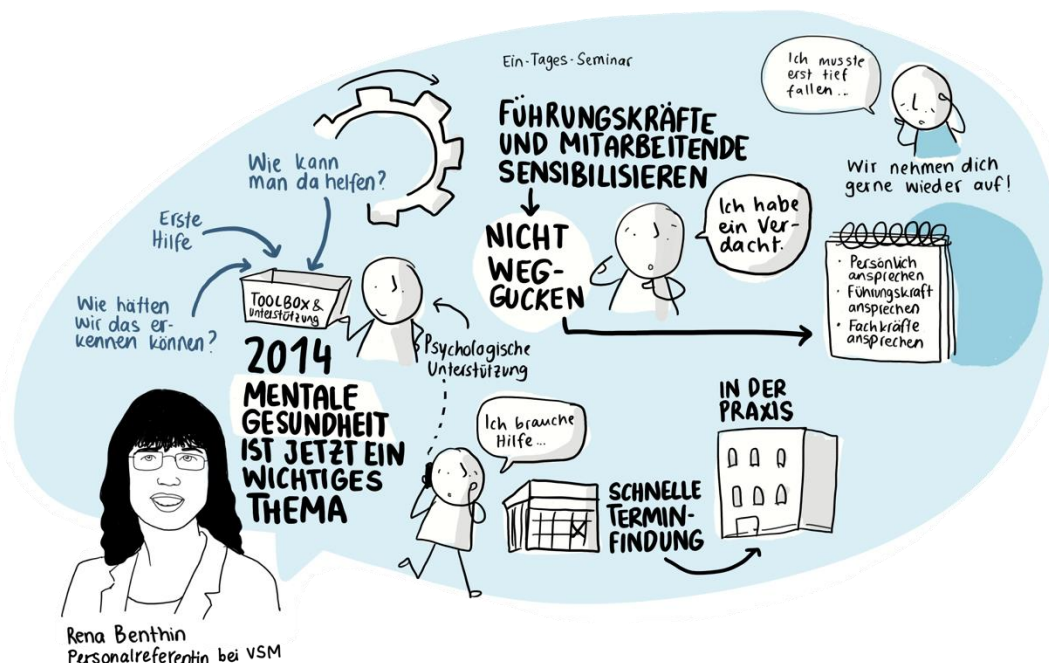 Ein-Tages-Seminar
FÜHRUNGSKRÄFTE
UND MITARBEITENDE
SENSIBILISIEREN
NICHT
WEG-
GUCKEN
Ich habe
ein Ver-
dacht.
· Persönlich
ansprechen
· Führungskraft
ansprechen
· Fachkräfte
ansprechen
Ich musste
erst tief
fallen...
Wir nehmen dich
gerne wieder auf!
Wie kann
man da helfen?
Erste
Hilfe
Wie hätten
wir das er-
kennen können?
TOOLBOX &
Unterstützung
2014
MENTALE
GESUNDHEIT
IST JETZT EIN
WICHTIGES
THEMA
Psychologische
Unterstützung
Ich brauche
Hilfe...
SCHNELLE
TERMIN-
FINDUNG
IN DER
PRAXIS
Rena Benthin
Personalreferentin bei VSM